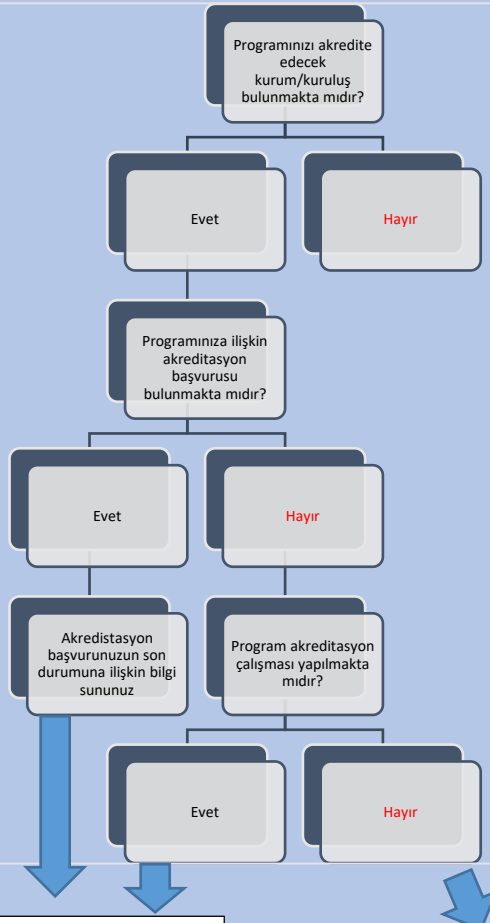 Programınızı akredite
edecek
kurum/kuruluş
bulunmakta mıdır?
Evet
Hayır
Programınıza ilişkin
akreditasyon
başvurusu
bulunmakta mıdır?
Evet
Hayır
Akredistasyon
başvurunuzun son
durumuna ilişkin bilgi
sununuz
Program akreditasyon
çalışması yapılmakta
mıdır?
Evet
Hayır